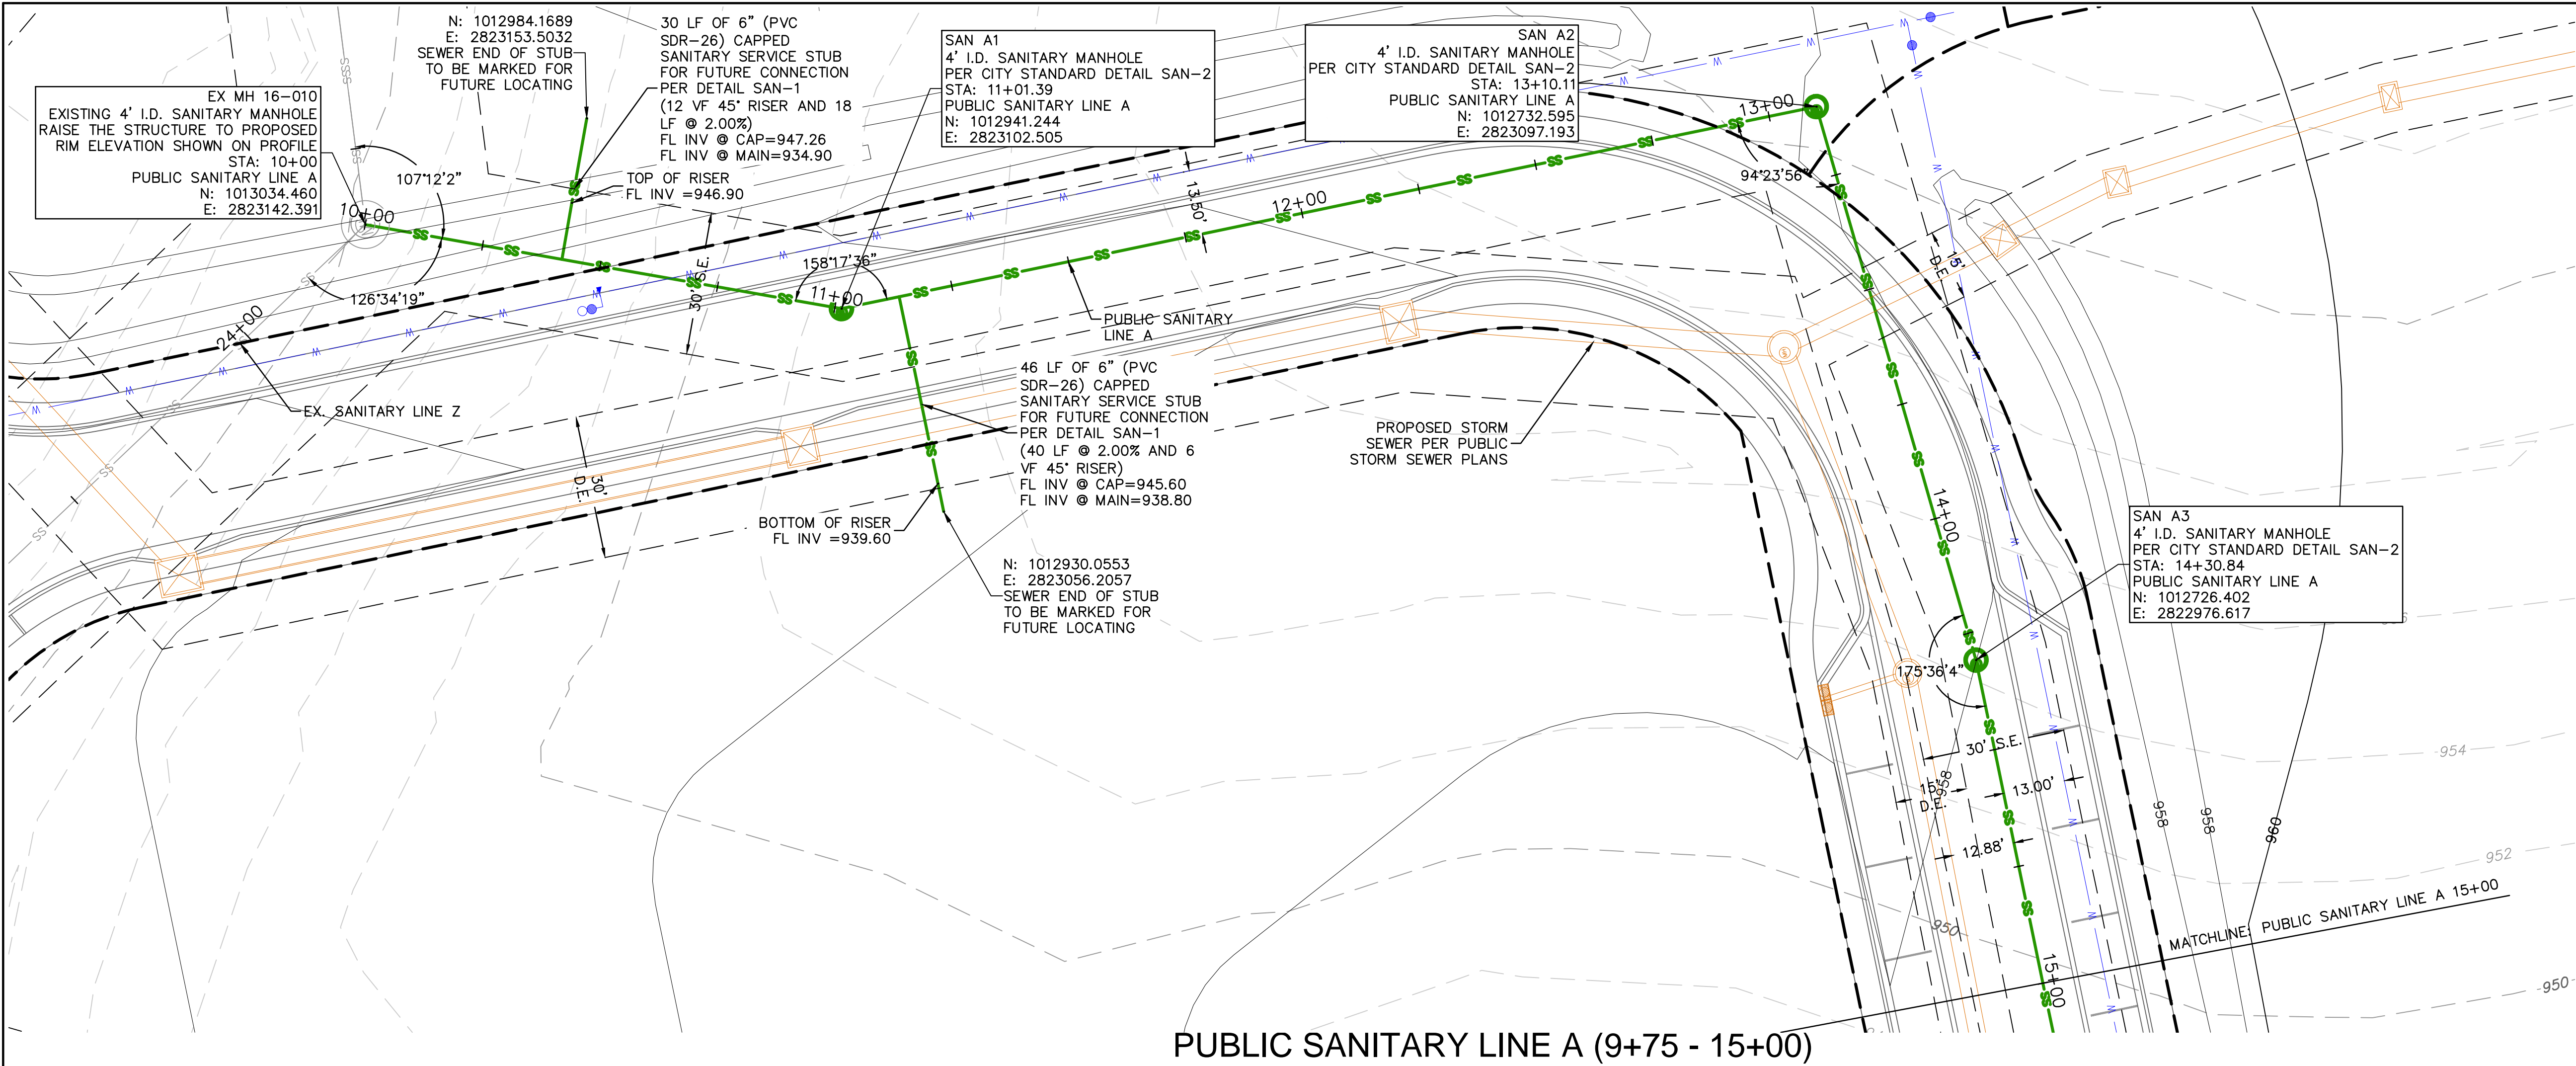 N: 1012984.1689
E: 2823153.5032
SEWER END OF STUB
TO BE MARKED FOR
FUTURE LOCATING
30 LF OF 6" (PVC
SDR-26) CAPPED
SANITARY SERVICE STUB
FOR FUTURE CONNECTION
PER DETAIL SAN-1
(12 VF 45° RISER AND 18
LF @ 2.00%)
FL INV @ CAP=947.26
FL INV @ MAIN=934.90
TOP OF RISER
FL INV =946.90
SAN A1
4' I.D. SANITARY MANHOLE
PER CITY STANDARD DETAIL SAN-2
STA: 11+01.39
PUBLIC SANITARY LINE A
N: 1012941.244
E: 2823102.505
SAN A2
4' I.D. SANITARY MANHOLE
PER CITY STANDARD DETAIL SAN-2
STA: 13+10.11
PUBLIC SANITARY LINE A
N: 1012732.595
E: 2823097.193
EX MH 16-010
EXISTING 4' I.D. SANITARY MANHOLE
RAISE THE STRUCTURE TO PROPOSED
RIM ELEVATION SHOWN ON PROFILE
STA: 10+00
PUBLIC SANITARY LINE A
N: 1013034.460
E: 2823142.391
10+00
107°12'2"
126°34'19"
24+00
EX. SANITARY LINE Z
30' S.E.
158°17'36"
11+00
13.50'
12+00
13+00
94°23'56"
15'
D.E.
PUBLIC SANITARY
LINE A
46 LF OF 6" (PVC
SDR-26) CAPPED
SANITARY SERVICE STUB
FOR FUTURE CONNECTION
PER DETAIL SAN-1
(40 LF @ 2.00% AND 6
VF 45° RISER)
FL INV @ CAP=945.60
FL INV @ MAIN=938.80
30'
D.E.
BOTTOM OF RISER
FL INV =939.60
N: 1012930.0553
E: 2823056.2057
SEWER END OF STUB
TO BE MARKED FOR
FUTURE LOCATING
PROPOSED STORM
SEWER PER PUBLIC
STORM SEWER PLANS
14+00
SAN A3
4' I.D. SANITARY MANHOLE
PER CITY STANDARD DETAIL SAN-2
STA: 14+30.84
PUBLIC SANITARY LINE A
N: 1012726.402
E: 2822976.617
175°36'4"
30' S.E.
15'
D.E.
958
13.00'
12.88'
954
958
958
960
952
950
950
15+00
MATCHLINE: PUBLIC SANITARY LINE A 15+00
PUBLIC SANITARY LINE A (9+75 - 15+00)